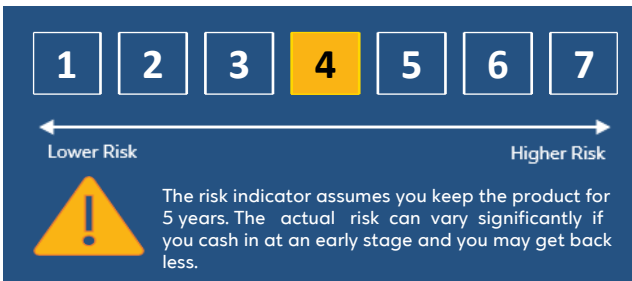 1 2 3 4 5 6 7
Lower Risk Higher Risk
The risk indicator assumes you keep the product for
5 years. The actual risk can vary significantly if
you cash in at an early stage and you may get back
less.